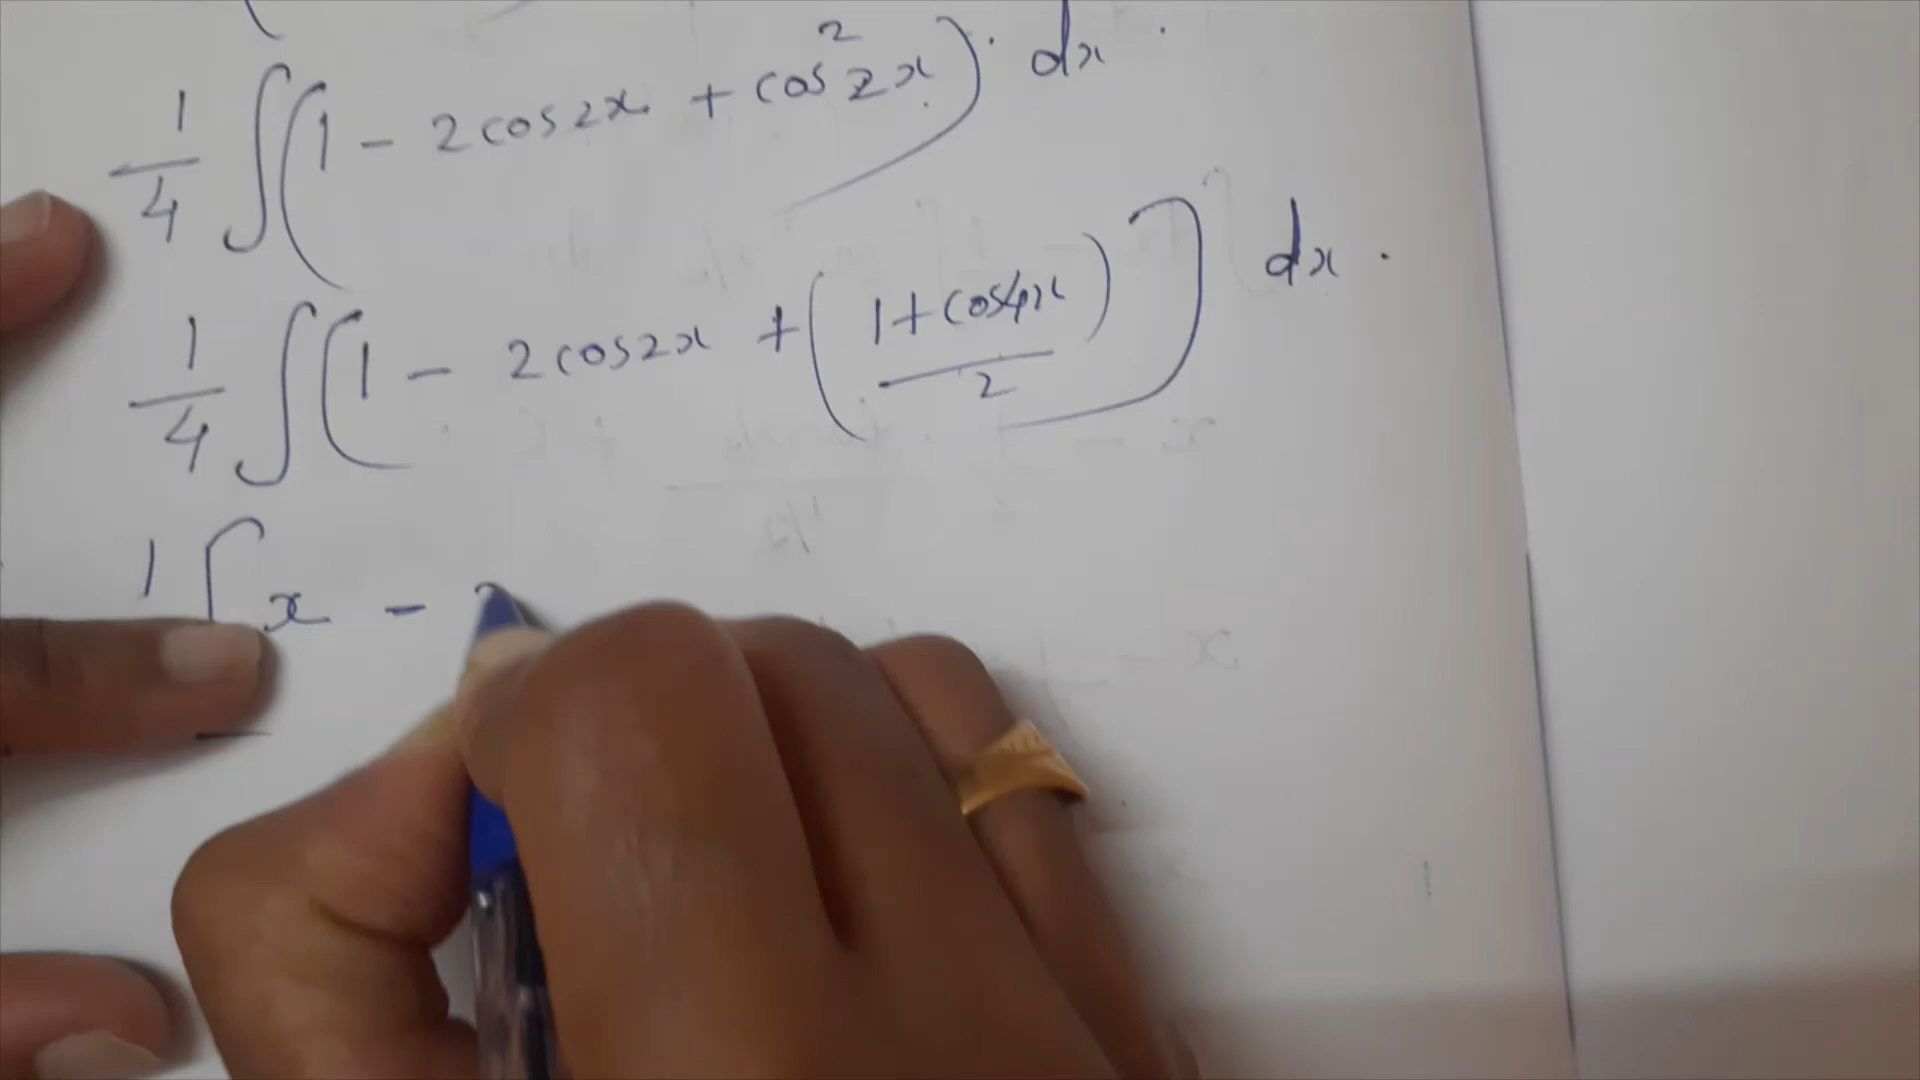 1/4 ∫(1 - 2cos2x + cos²2x) . dx .
1/4 ∫(1 - 2cos2x + (1+cos4x)/2) dx .
1 [x -